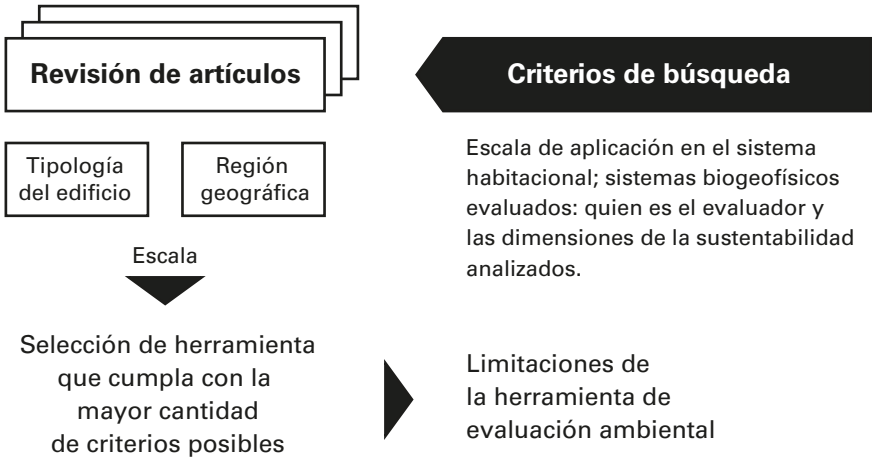 Revisión de artículos
Criterios de búsqueda
Tipología
del edificio
Región
geográfica
Escala de aplicación en el sistema
habitacional; sistemas biogeofísicos
evaluados: quien es el evaluador y
las dimensiones de la sustentabilidad
analizados.
Escala
Selección de herramienta
que cumpla con la
mayor cantidad
de criterios posibles
Limitaciones de
la herramienta de
evaluación ambiental